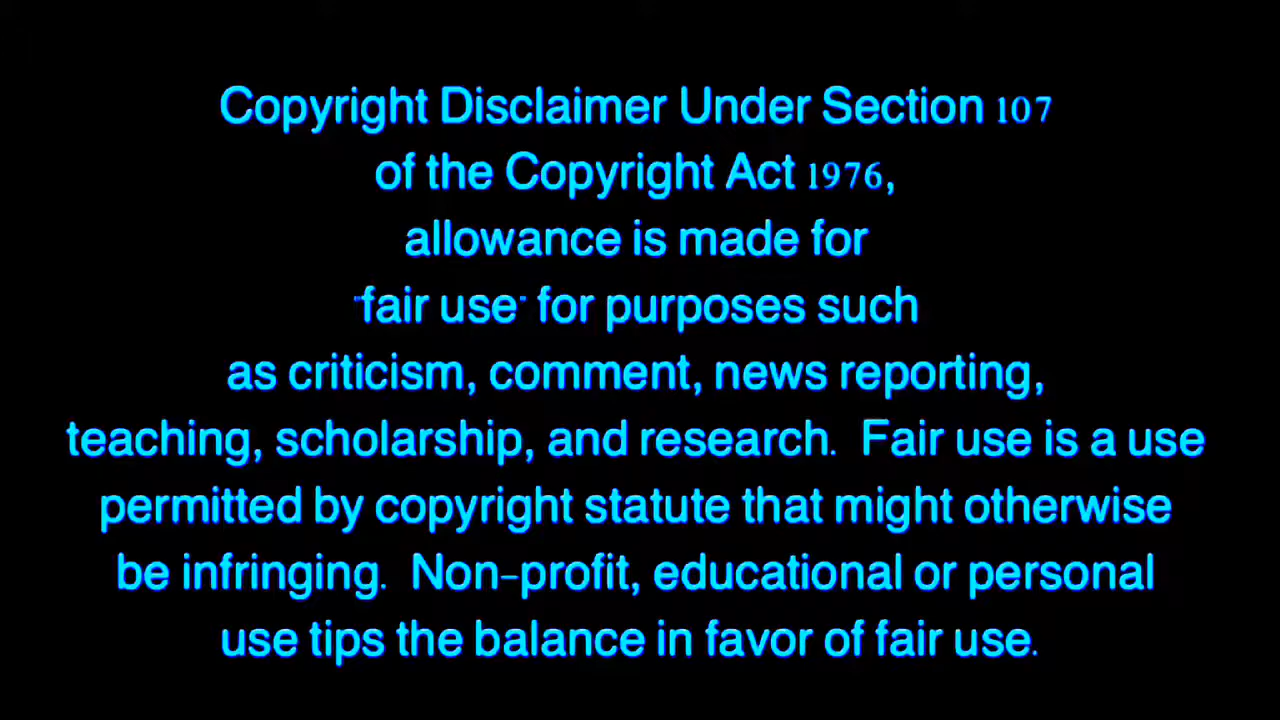 Copyright Disclaimer Under Section 107
of the Copyright Act 1976,
allowance is made for
"fair use" for purposes such
as criticism, comment, news reporting,
teaching, scholarship, and research. Fair use is a use
permitted by copyright statute that might otherwise
be infringing. Non-profit, educational or personal
use tips the balance in favor of fair use.